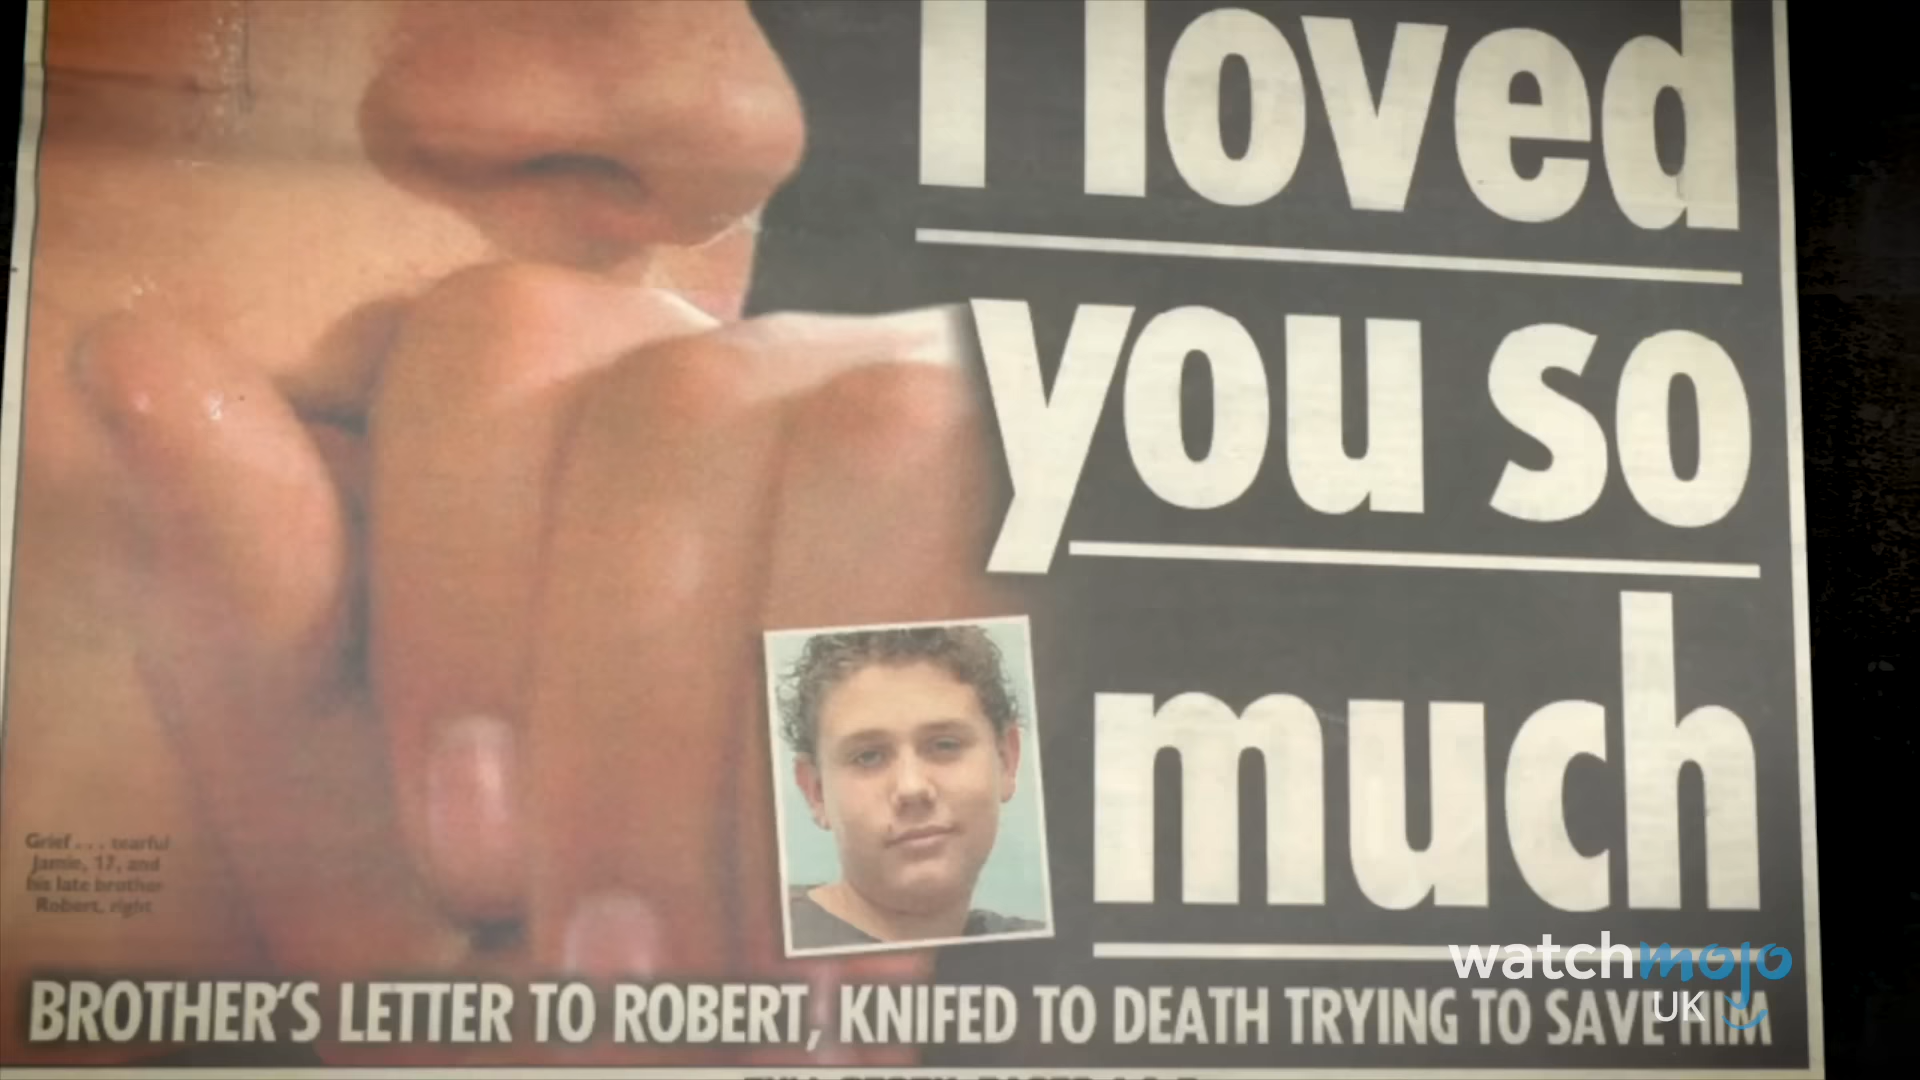 I loved
you so
much
Grief . . . tearful
Jamie, 17, and
his late brother
Robert, right
BROTHER'S LETTER TO ROBERT, KNIFED TO DEATH TRYING TO SAVE HIM
watchmojo
UK